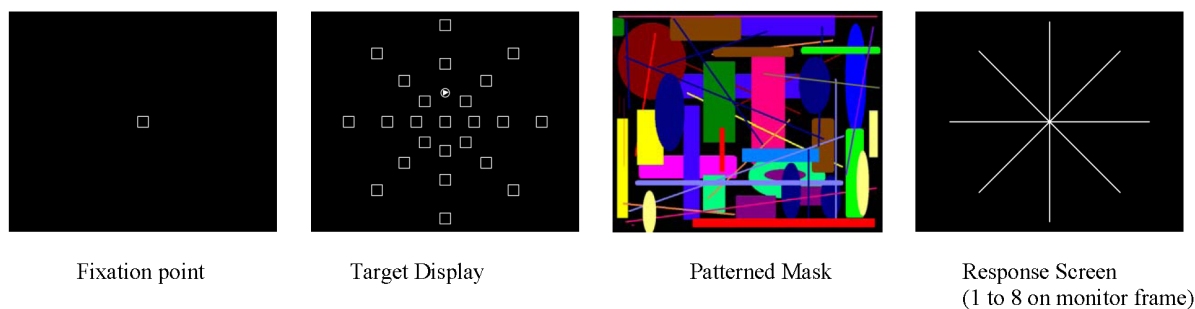 Fixation point
Target Display
Patterned Mask
Response Screen
(1 to 8 on monitor frame)